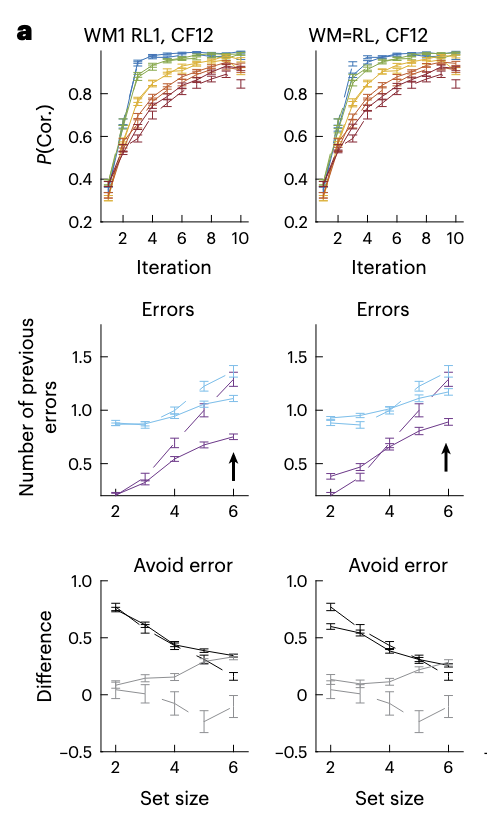 a
WM1 RL1, CF12
WM=RL, CF12
P(Cor.)
0.8
0.6
0.4
0.2
2 4 6 8 10
Iteration
0.8
0.6
0.4
0.2
2 4 6 8 10
Iteration
Errors
Errors
Number of previous
errors
1.5
1.0
0.5
2 4 6
1.5
1.0
0.5
2 4 6
Avoid error
Avoid error
Difference
1.0
0.5
0
−0.5
2 4 6
Set size
1.0
0.5
0
−0.5
2 4 6
Set size